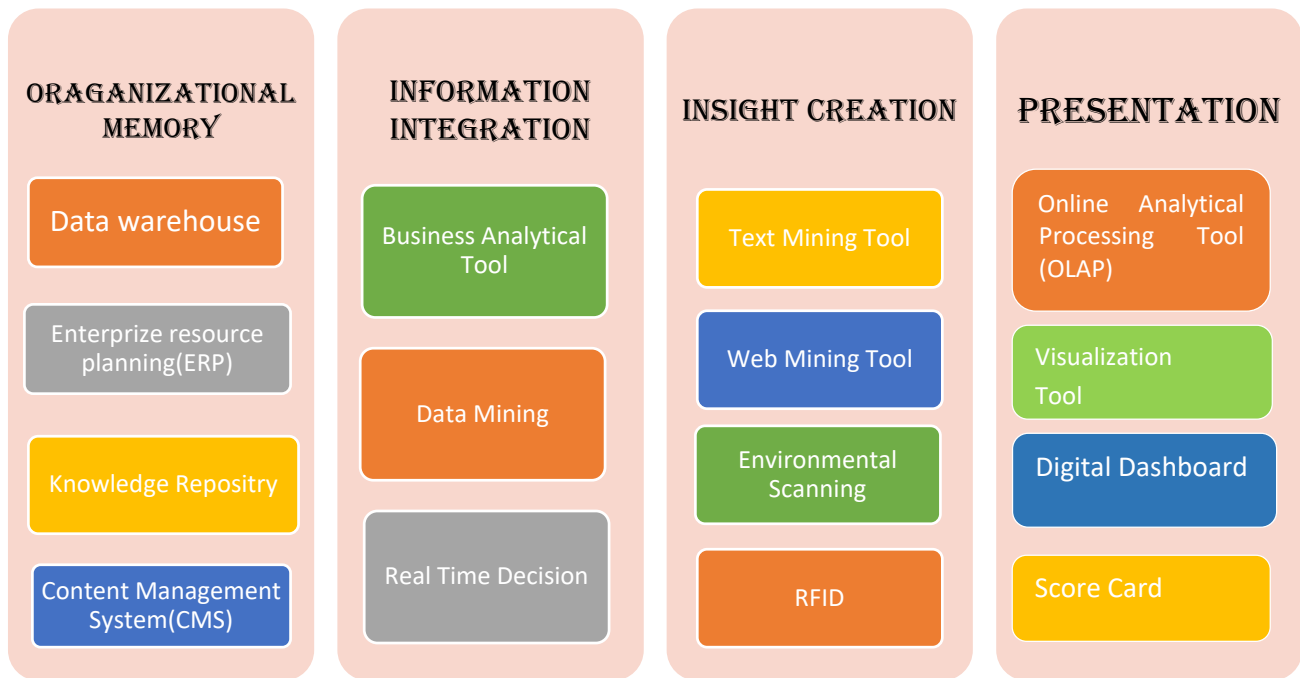 ORAGANIZATIONAL
MEMORY
Data warehouse
Enterprize resource
planning(ERP)
Knowledge Repositry
Content Management
System(CMS)
INFORMATION
INTEGRATION
Business Analytical
Tool
Data Mining
Real Time Decision
INSIGHT CREATION
Text Mining Tool
Web Mining Tool
Environmental
Scanning
RFID
PRESENTATION
Online Analytical
Processing Tool
(OLAP)
Visualization
Tool
Digital Dashboard
Score Card